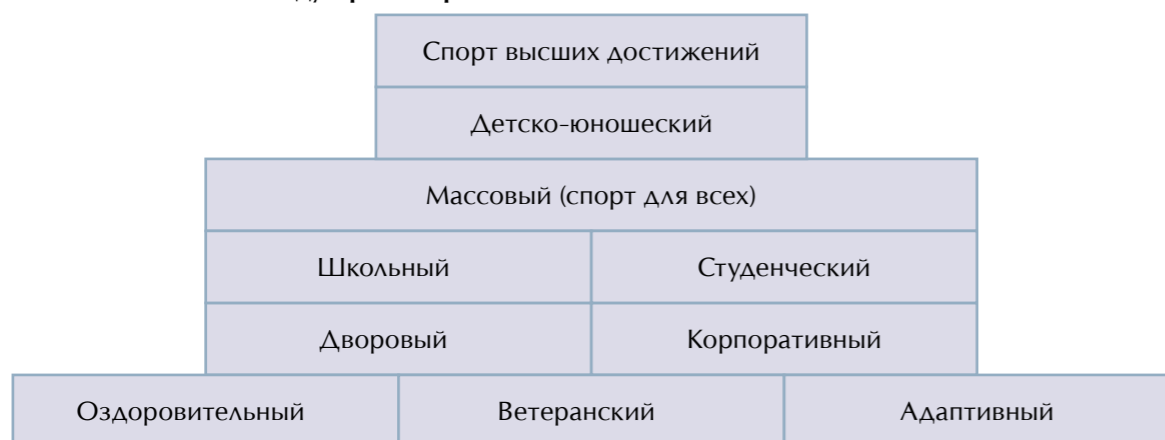 Спорт высших достижений
Детско-юношеский
Массовый (спорт для всех)
Школьный Студенческий
Дворовый Корпоративный
Оздоровительный Ветеранский Адаптивный